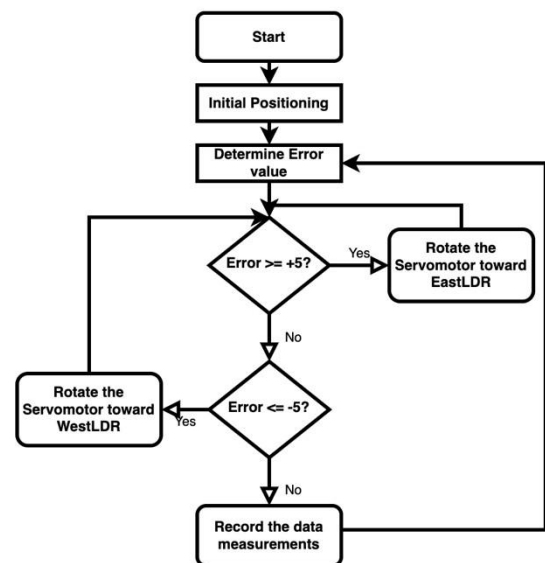 Start
Initial Positioning
Determine Error
value
Error >= +5?
Yes
Rotate the
Servomotor toward
EastLDR
No
Rotate the
Servomotor toward
WestLDR
Yes
Error <= -5?
No
Record the data
measurements